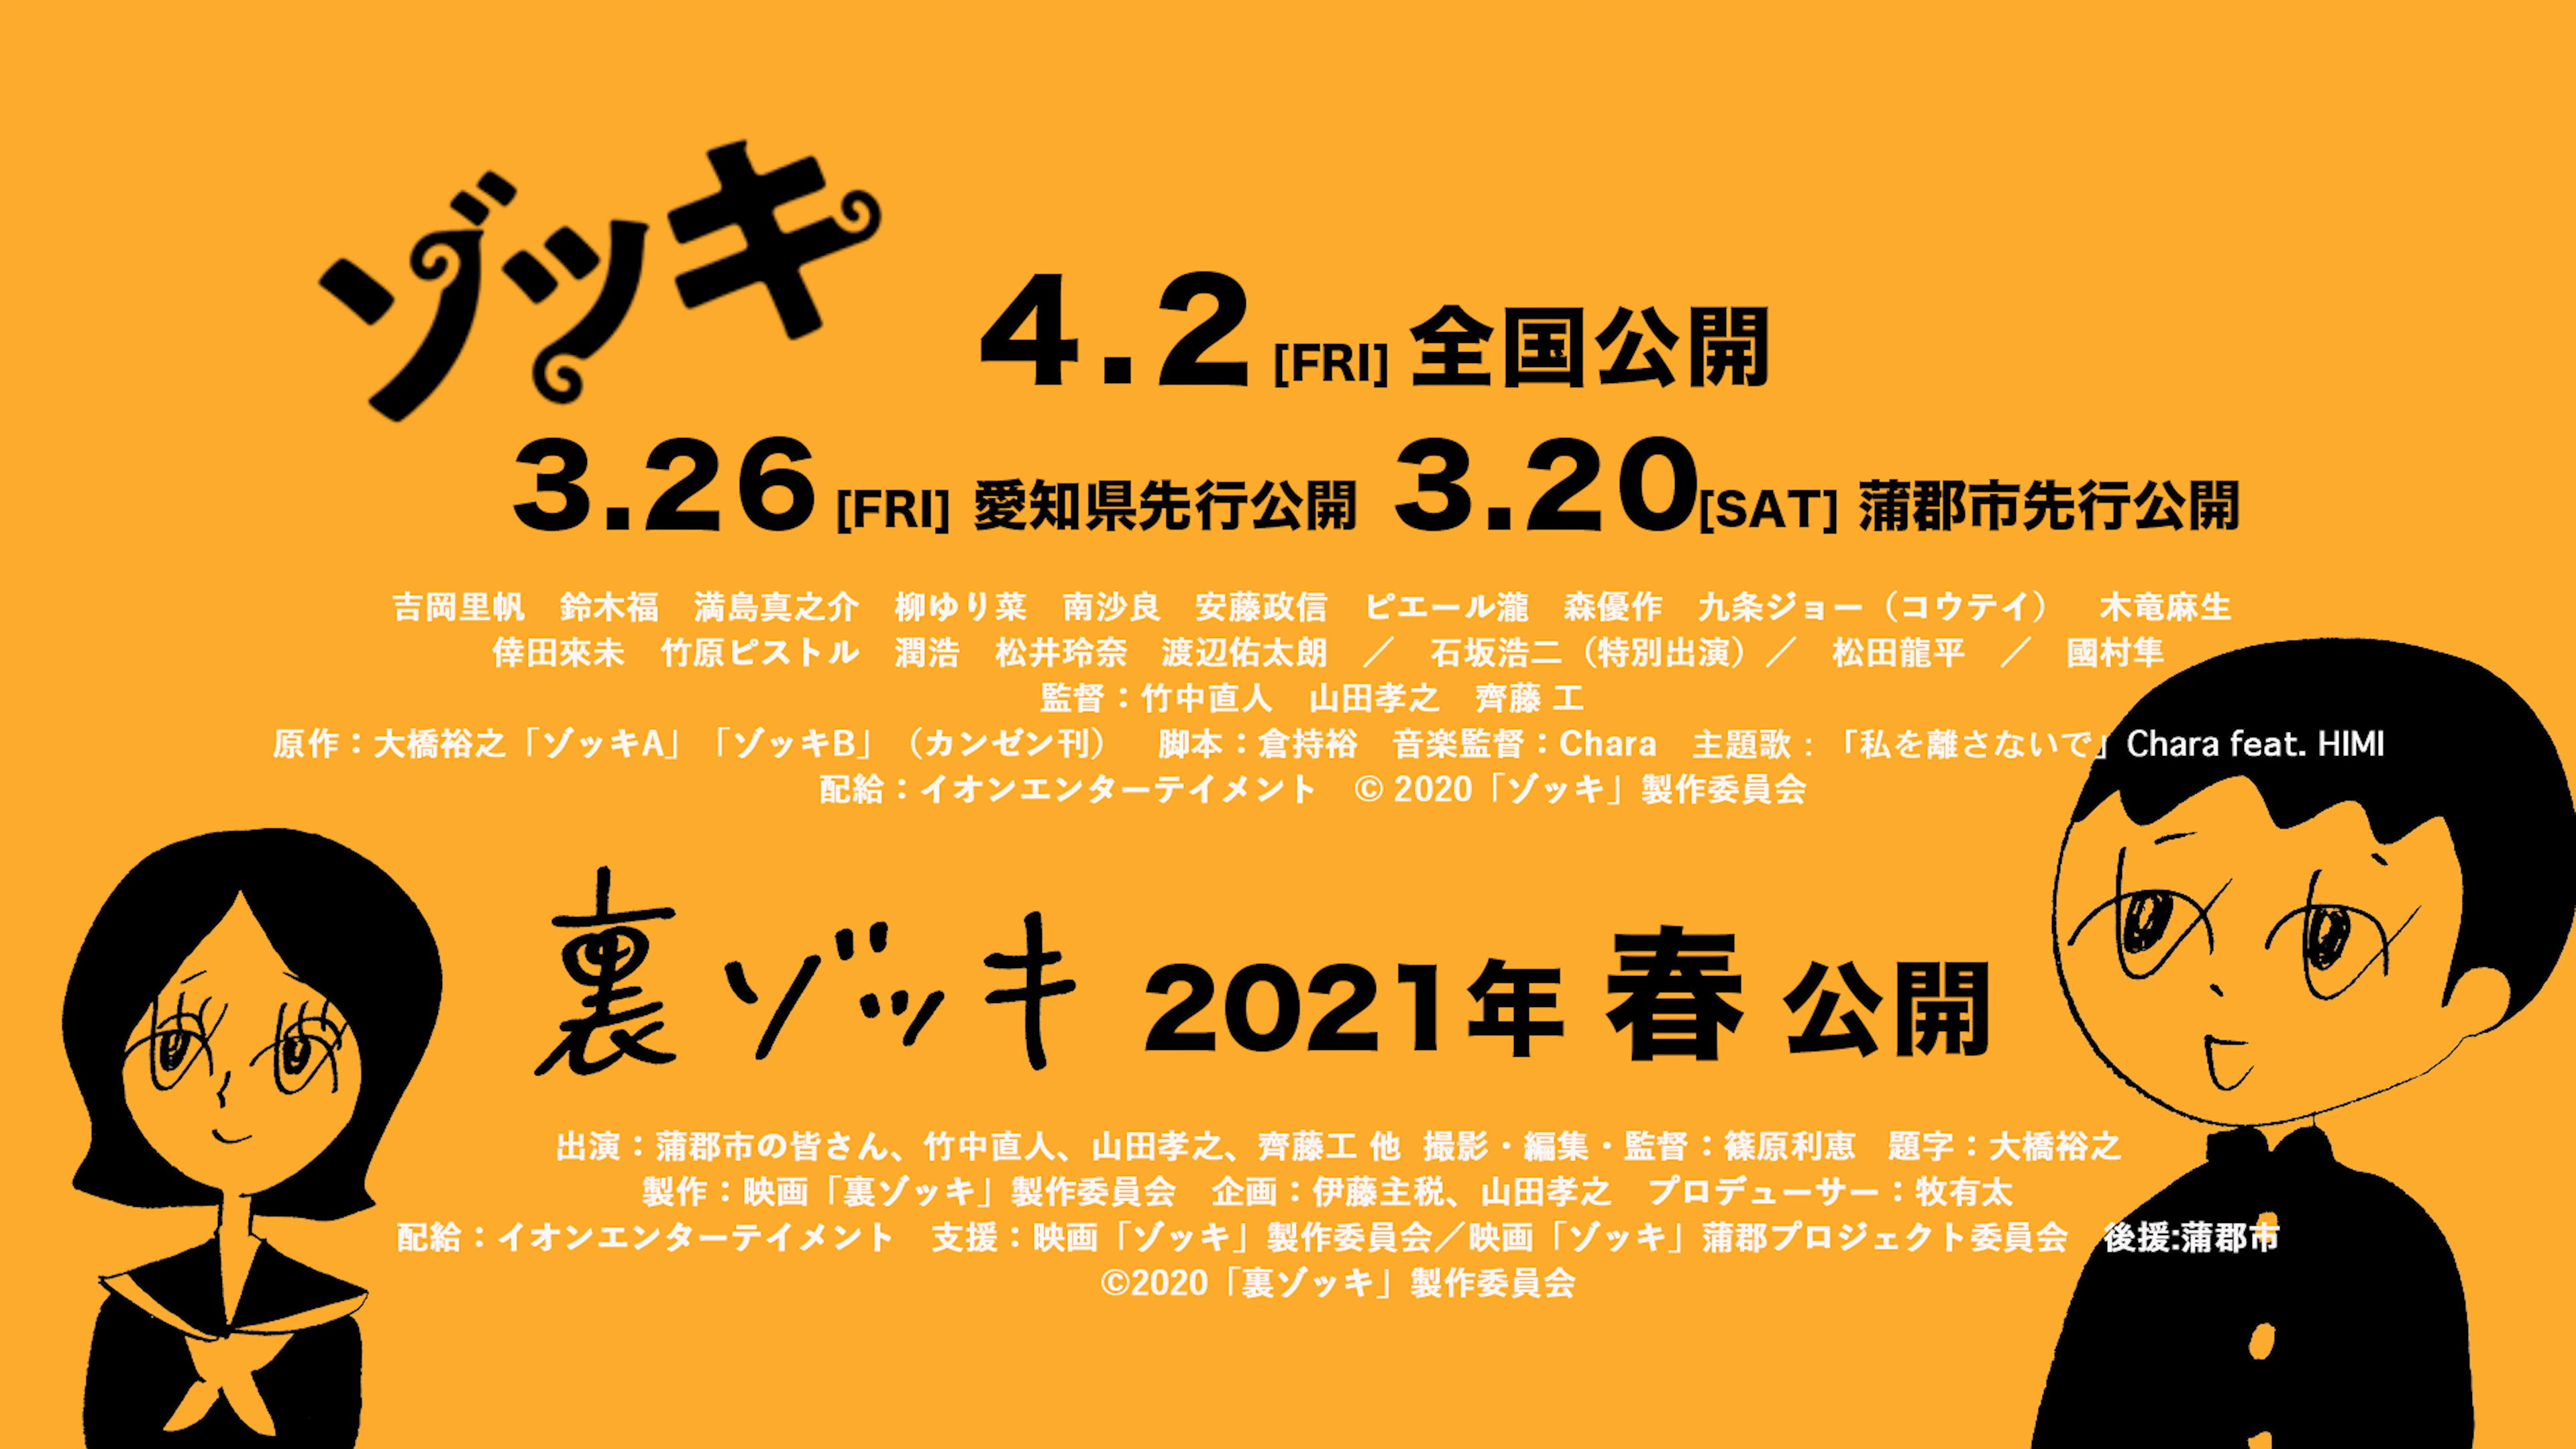 ゾッキ
4.2 [FRI] 全国公開
3.26 [FRI] 愛知県先行公開 3.20[SAT] 蒲郡市先行公開
吉岡里帆　鈴木福　満島真之介　柳ゆり菜　南沙良　安藤政信　ピエール瀧　森優作　九条ジョー（コウテイ）　木竜麻生
倖田來未　竹原ピストル　潤浩　松井玲奈　渡辺佑太朗　／　石坂浩二（特別出演）／　松田龍平　／　國村隼
監督：竹中直人　山田孝之　齊藤 工
原作：大橋裕之「ゾッキA」「ゾッキB」（カンゼン刊）　脚本：倉持裕　音楽監督：Chara　主題歌：「私を離さないで」Chara feat. HIMI
配給：イオンエンターテイメント　© 2020「ゾッキ」製作委員会
裏ゾッキ 2021年 春 公開
出演：蒲郡市の皆さん、竹中直人、山田孝之、齊藤工 他 撮影・編集・監督：篠原利恵　題字：大橋裕之
製作：映画「裏ゾッキ」製作委員会　企画：伊藤主税、山田孝之　プロデューサー：牧有太
配給：イオンエンターテイメント　支援：映画「ゾッキ」製作委員会／映画「ゾッキ」蒲郡プロジェクト委員会　後援:蒲郡市
©2020「裏ゾッキ」製作委員会